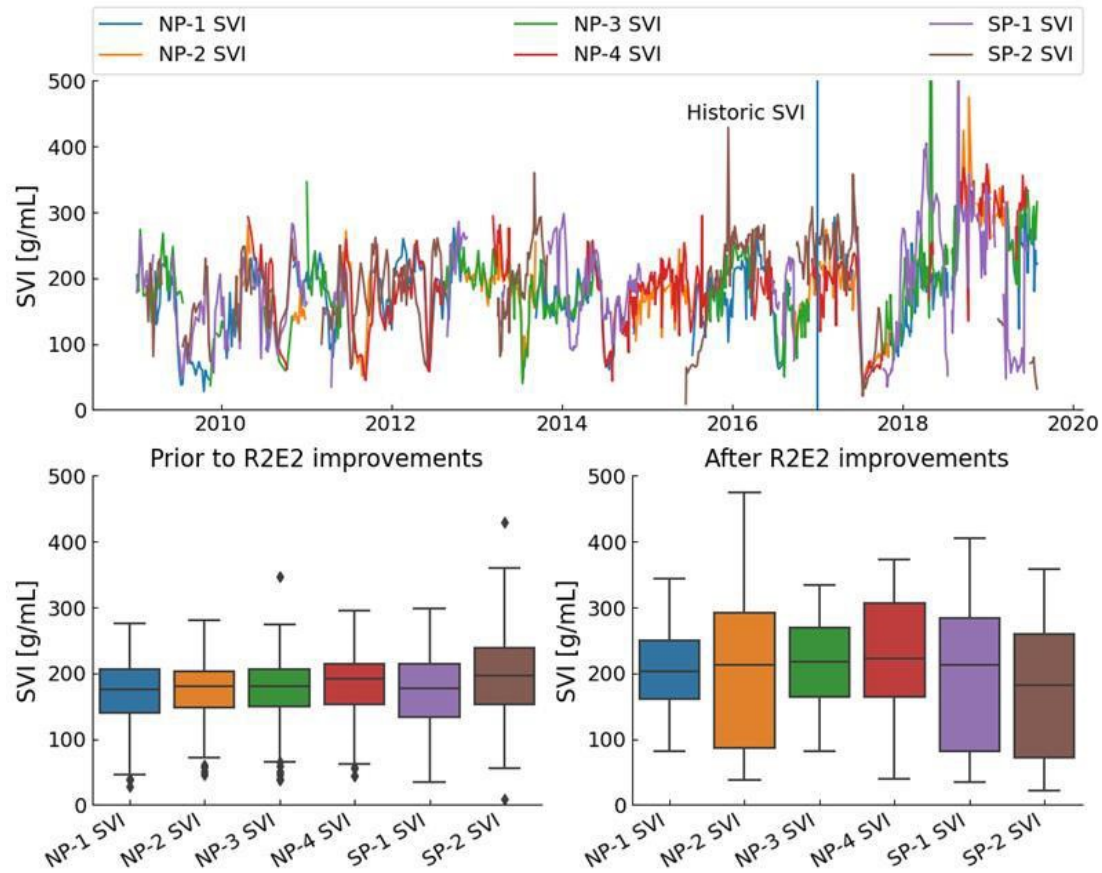 NP-1 SVI NP-3 SVI SP-1 SVI
NP-2 SVI NP-4 SVI SP-2 SVI
500
400
300
200
100
0
SVI [g/mL]
Historic SVI
2010 2012 2014 2016 2018 2020
Prior to R2E2 improvements
500
400
300
200
100
0
SVI [g/mL]
NP-1 SVI NP-2 SVI NP-3 SVI NP-4 SVI SP-1 SVI SP-2 SVI
After R2E2 improvements
500
400
300
200
100
0
SVI [g/mL]
NP-1 SVI NP-2 SVI NP-3 SVI NP-4 SVI SP-1 SVI SP-2 SVI